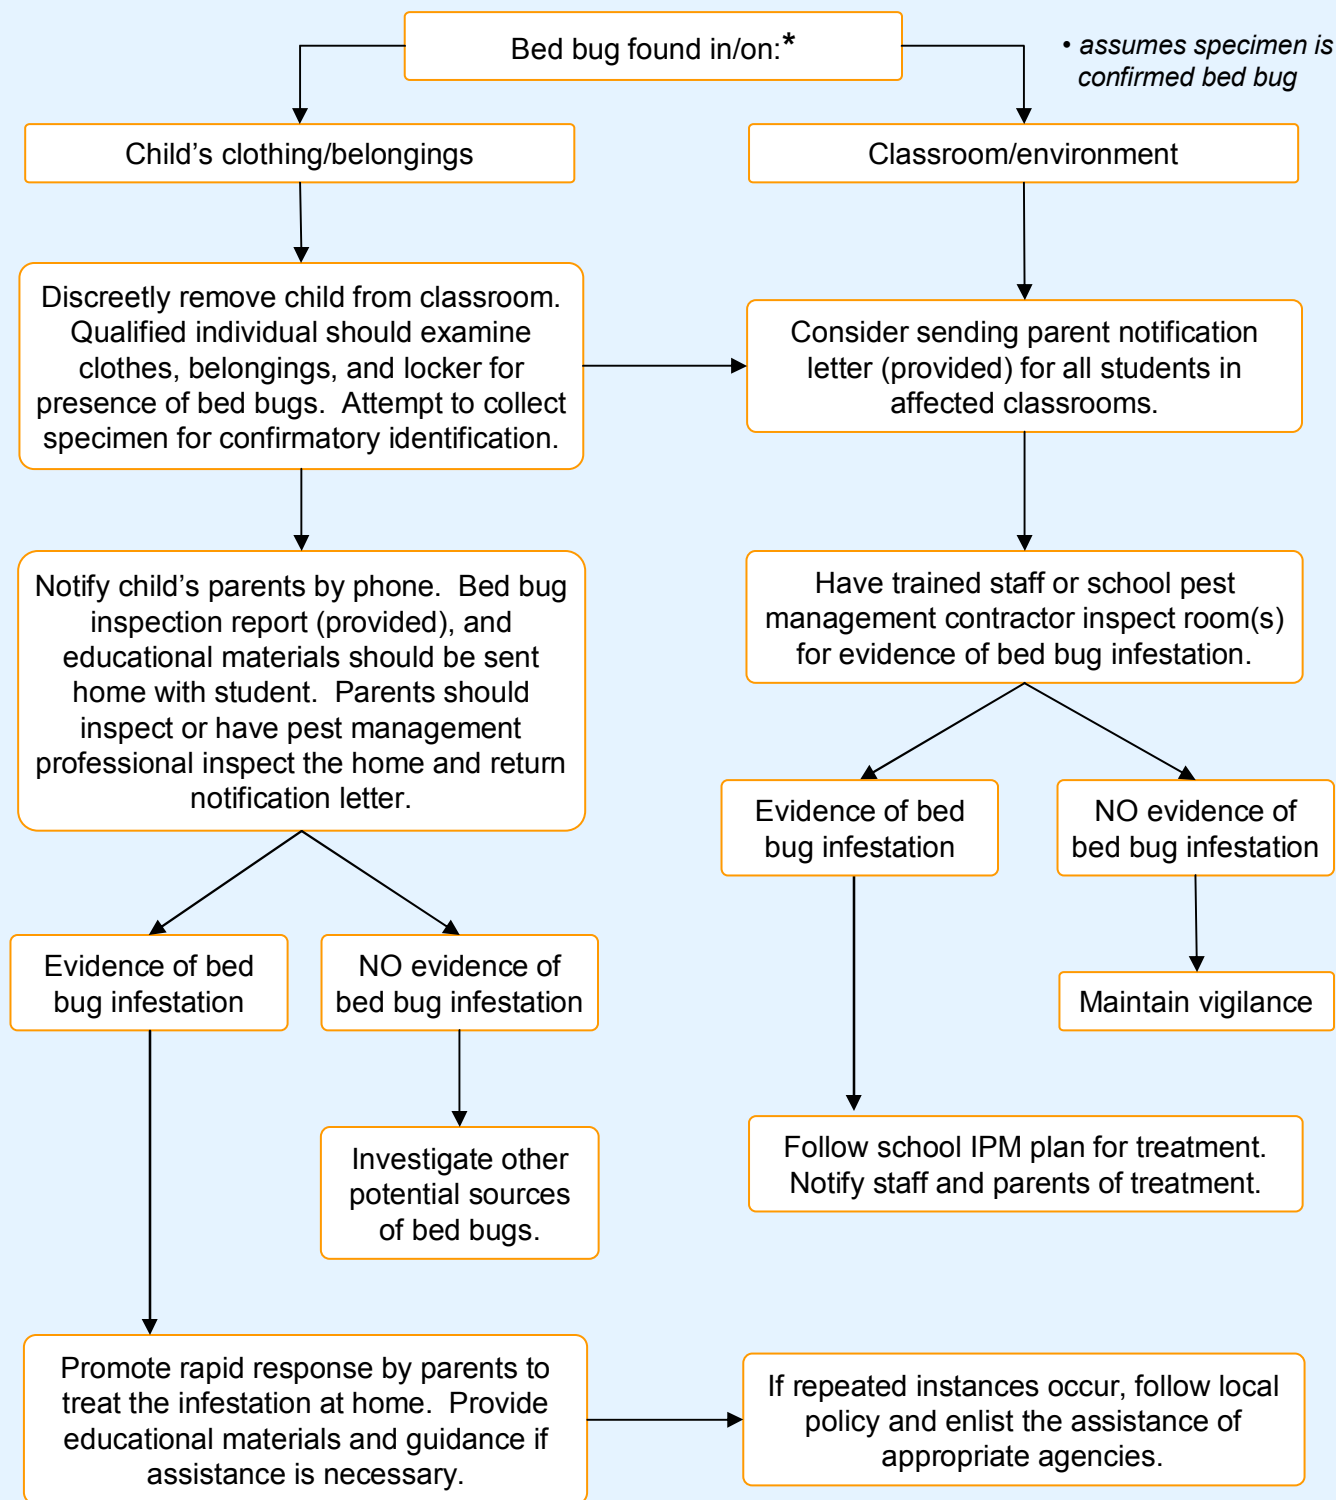 Bed bug found in/on:*
• assumes specimen is
confirmed bed bug
Child's clothing/belongings
Classroom/environment
Discreetly remove child from classroom.
Qualified individual should examine
clothes, belongings, and locker for
presence of bed bugs.  Attempt to collect
specimen for confirmatory identification.
Consider sending parent notification
letter (provided) for all students in
affected classrooms.
Notify child's parents by phone.  Bed bug
inspection report (provided), and
educational materials should be sent
home with student.  Parents should
inspect or have pest management
professional inspect the home and return
notification letter.
Have trained staff or school pest
management contractor inspect room(s)
for evidence of bed bug infestation.
Evidence of bed
bug infestation
NO evidence of
bed bug infestation
Evidence of bed
bug infestation
NO evidence of
bed bug infestation
Maintain vigilance
Investigate other
potential sources
of bed bugs.
Follow school IPM plan for treatment.
Notify staff and parents of treatment.
Promote rapid response by parents to
treat the infestation at home.  Provide
educational materials and guidance if
assistance is necessary.
If repeated instances occur, follow local
policy and enlist the assistance of
appropriate agencies.